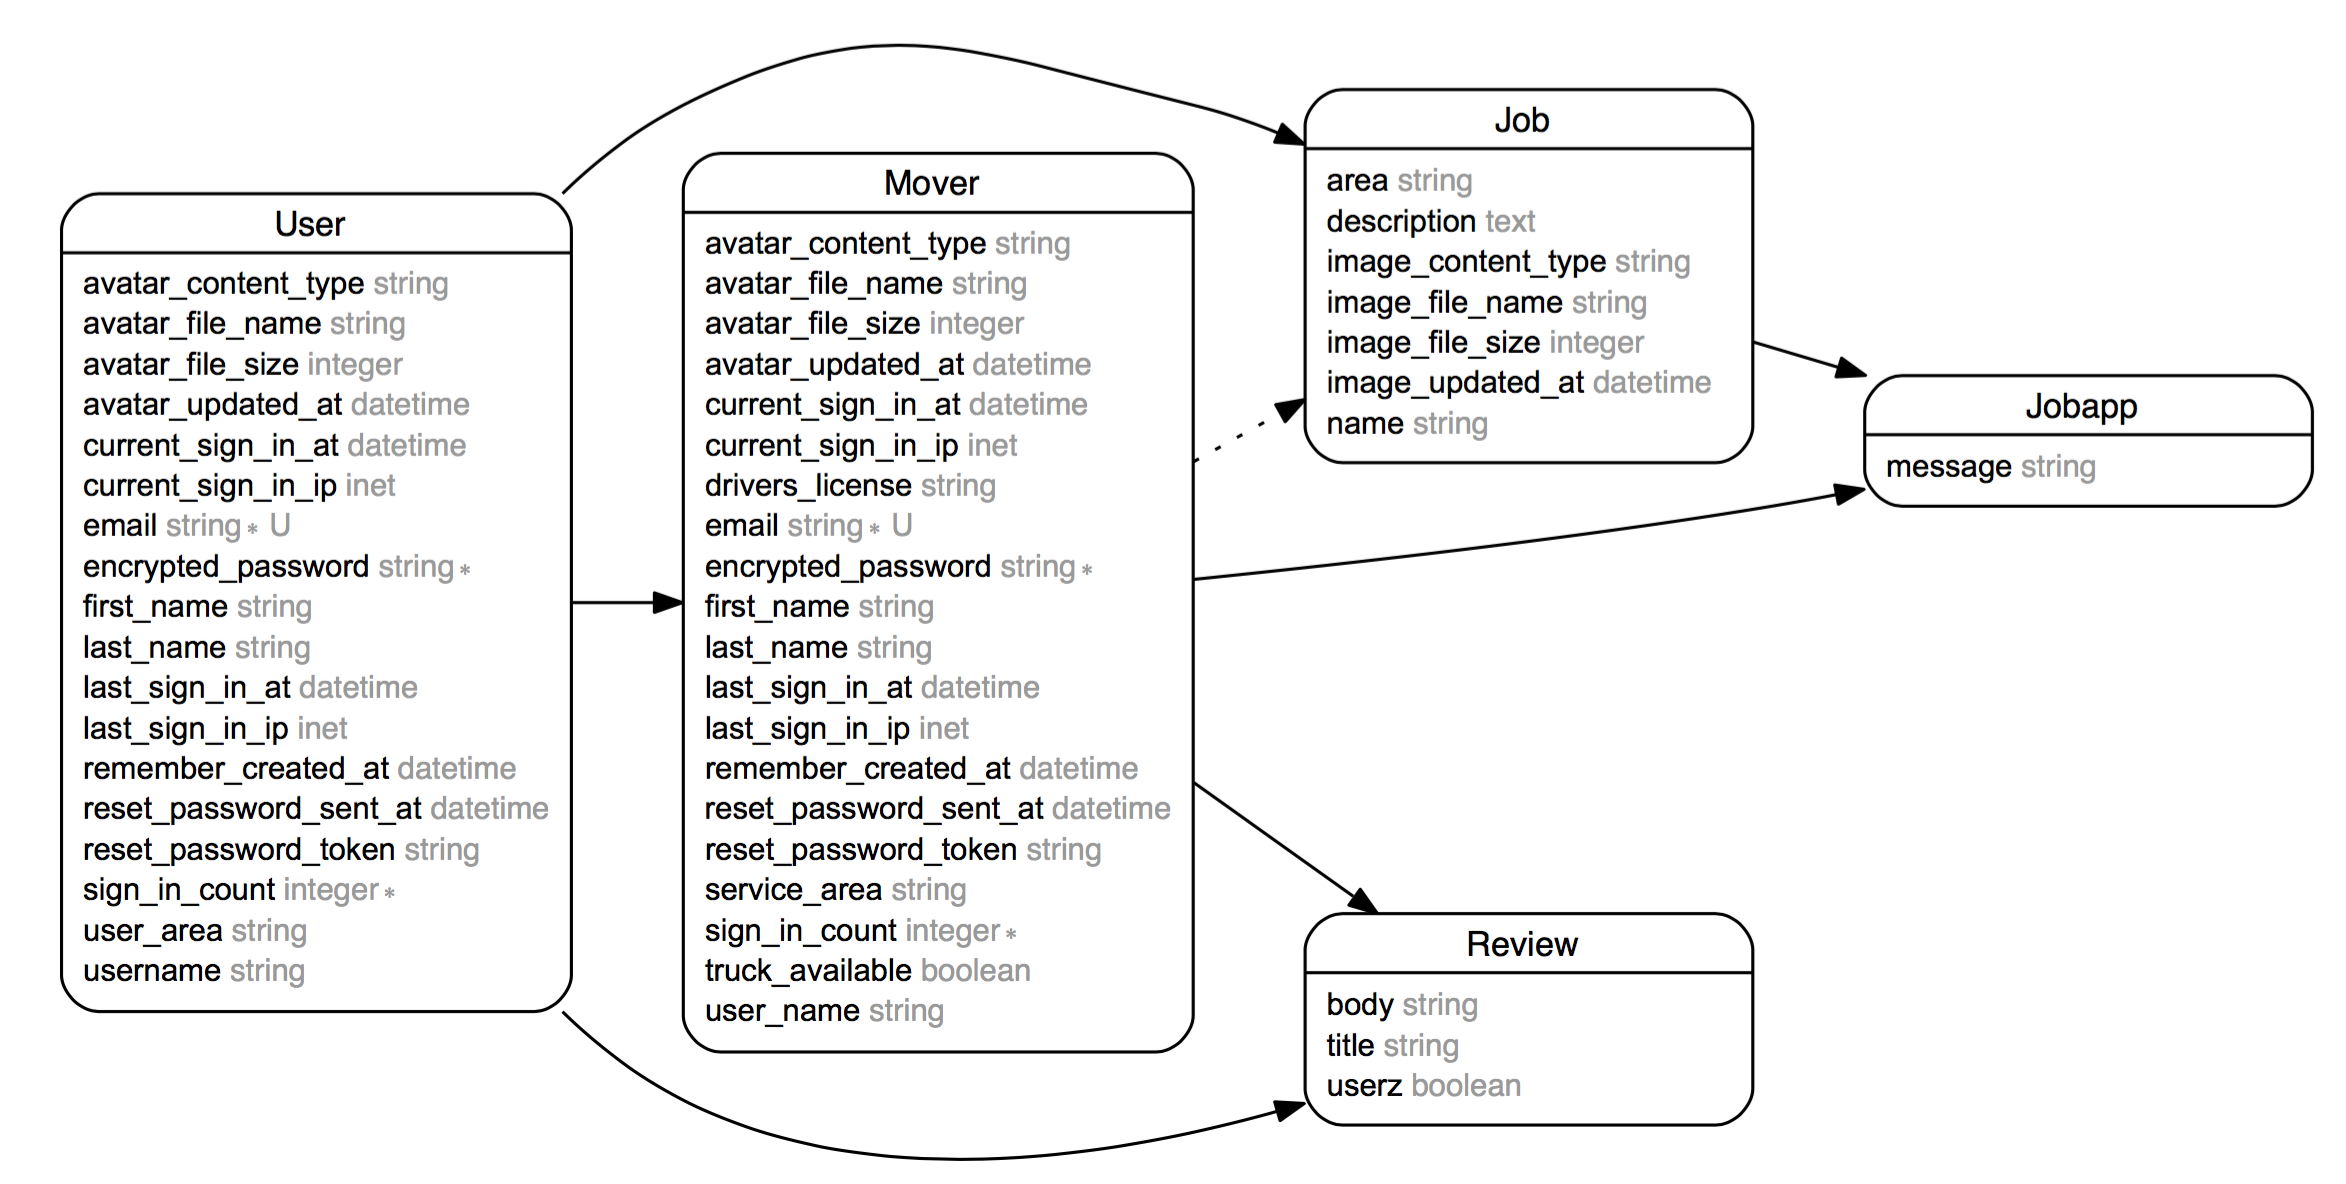 User
avatar_content_type string
avatar_file_name string
avatar_file_size integer
avatar_updated_at datetime
current_sign_in_at datetime
current_sign_in_ip inet
email string* U
encrypted_password string*
first_name string
last_name string
last_sign_in_at datetime
last_sign_in_ip inet
remember_created_at datetime
reset_password_sent_at datetime
reset_password_token string
sign_in_count integer*
user_area string
username string
Mover
avatar_content_type string
avatar_file_name string
avatar_file_size integer
avatar_updated_at datetime
current_sign_in_at datetime
current_sign_in_ip inet
drivers_license string
email string* U
encrypted_password string*
first_name string
last_name string
last_sign_in_at datetime
last_sign_in_ip inet
remember_created_at datetime
reset_password_sent_at datetime
reset_password_token string
service_area string
sign_in_count integer*
truck_available boolean
user_name string
Job
area string
description text
image_content_type string
image_file_name string
image_file_size integer
image_updated_at datetime
name string
Jobapp
message string
Review
body string
title string
userz boolean